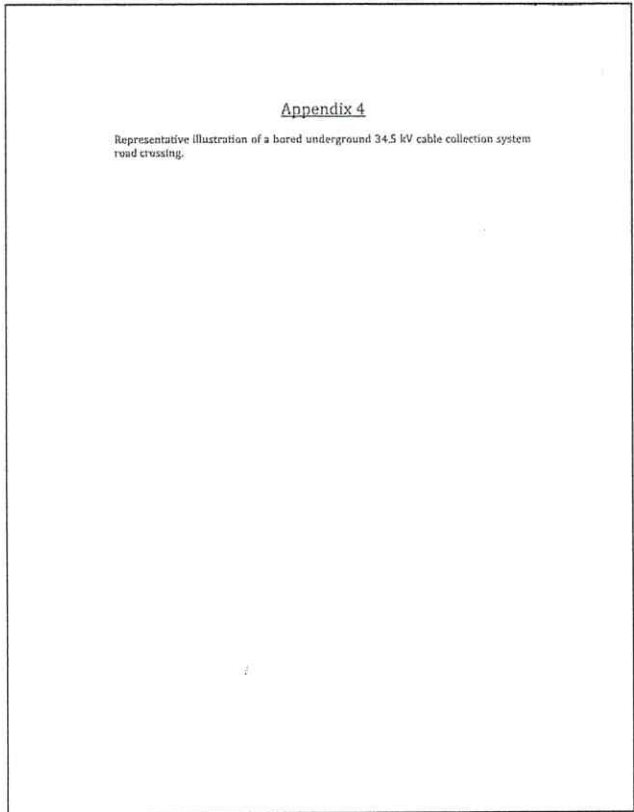 Appendix 4
Representative illustration of a bored underground 34.5 kV cable collection system
road crossing.